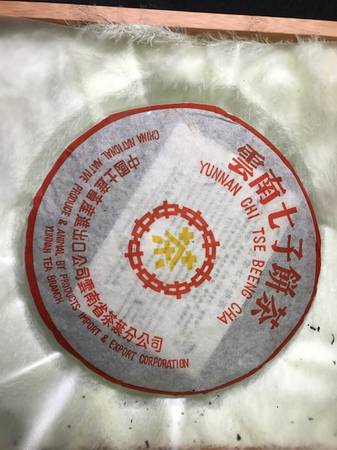 雲南七子餅茶
YUNNAN CHI TSE BEENG CHA
茶
中國土産畜産進出口公司雲南省茶葉分公司
CHINA NATIONAL NATIVE PRODUCE & ANIMAL BY-PRODUCTS IMPORT & EXPORT CORPORATION
YUNNAN TEA BRANCH